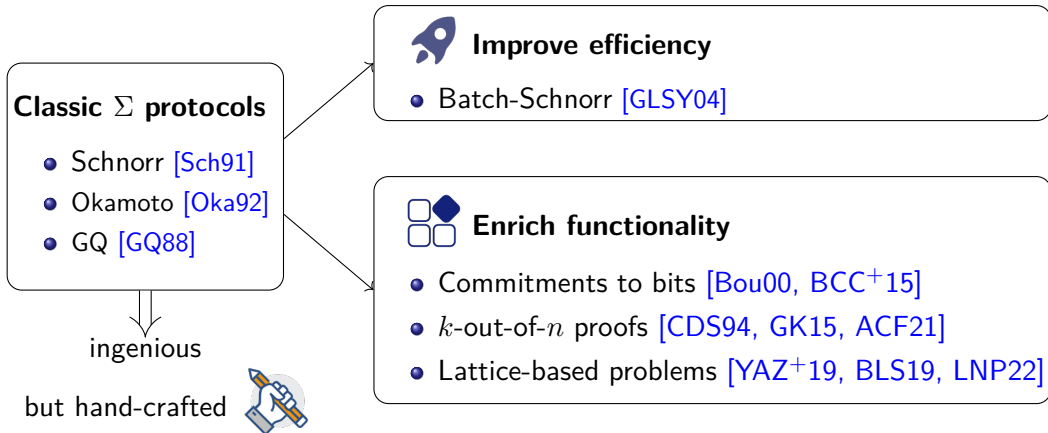 Classic Σ protocols
Schnorr [Sch91]
Okamoto [Oka92]
GQ [GQ88]
ingenious
but hand-crafted
Improve efficiency
Batch-Schnorr [GLSY04]
Enrich functionality
Commitments to bits [Bou00, BCC+15]
k-out-of-n proofs [CDS94, GK15, ACF21]
Lattice-based problems [YAZ+19, BLS19, LNP22]